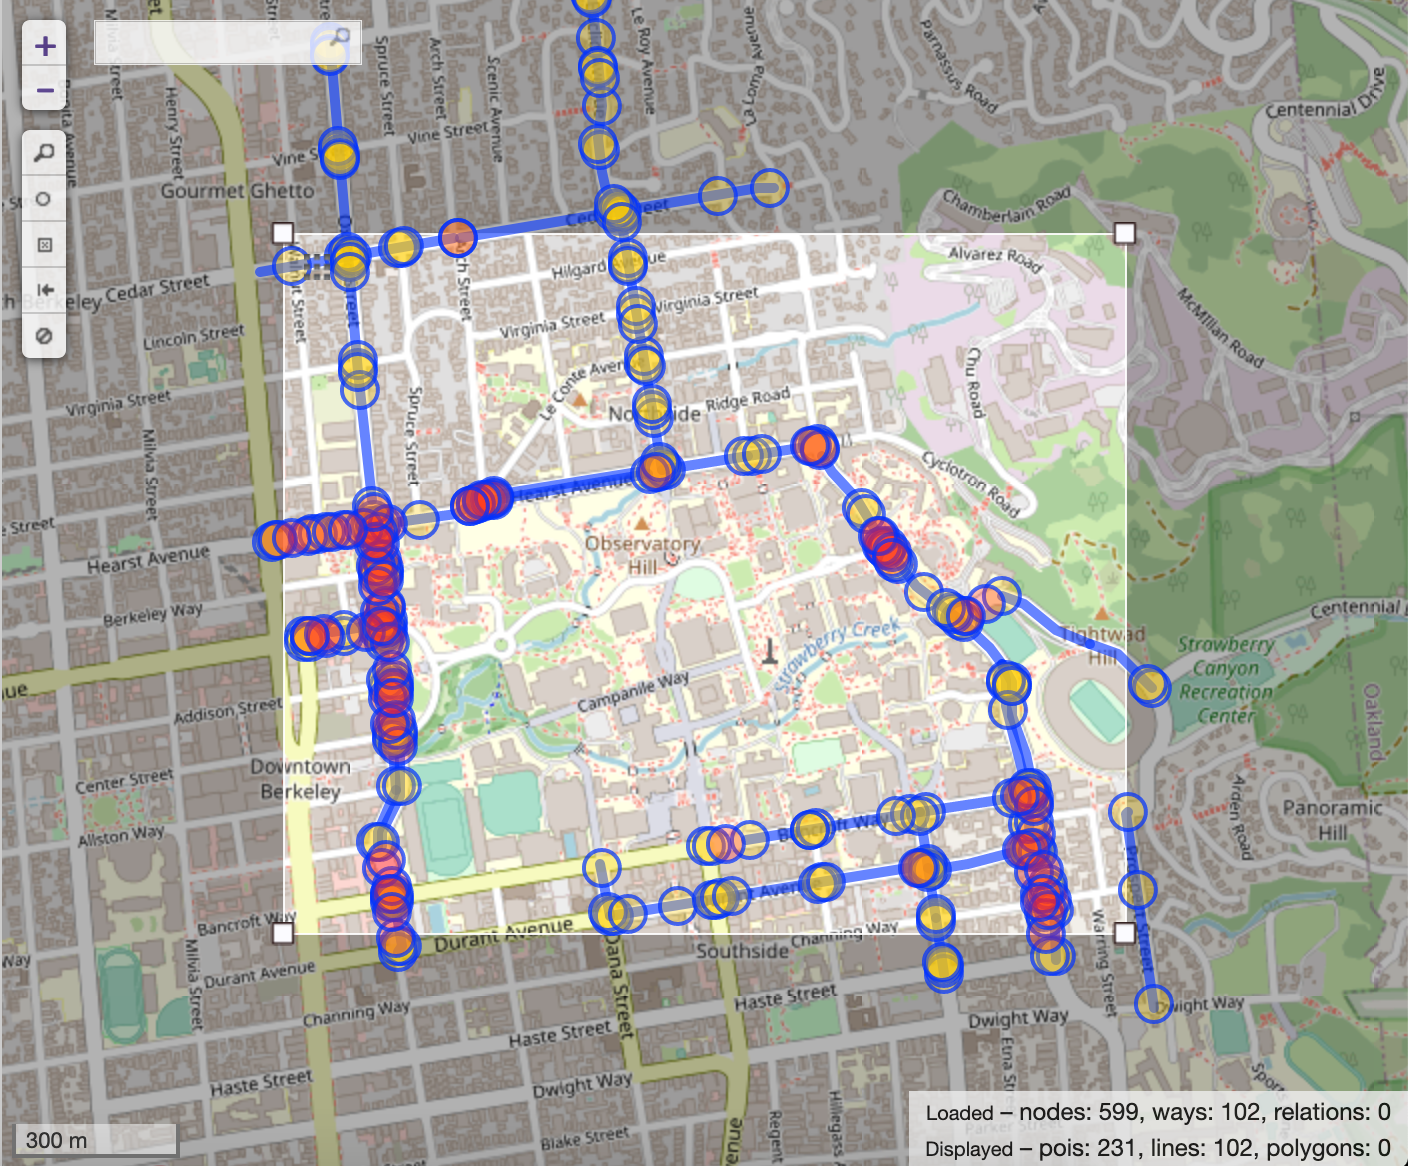 +
−
Milvia Street
Henry Street
Spruce Street
Arch Street
Scenic Avenue
Le Roy Avenue
Le Loma Avenue
Parnassus Road
Centennial Drive
Vine Street
Vine S
Gourmet Ghetto
Chamberlain Road
Cedar Street
h Berkeley
Hilgard Avenue
Alvarez Road
Virginia Street
Virginia Street
McMillan Road
Lincoln Street
Chu Road
Le Conte Aven
Ridge Road
Spruce Street
Virginia Street
Milvia Street
Cyclotron Road
Hearst Avenue
e Street
Observatory
Hill
Hearst Avenue
Berkeley Way
Centennial
Strawberry Creek
Tightwad
Hill
Strawberry
Canyon
Recreation
Center
nue
Campanile Way
Addison Street
Oakland
Downtown
Berkeley
Center Street
Allston Way
Arden Road
Panoramic
Hill
Bancroft Way
Bancroft Way
Durant Avenue
Channing Way
Southside
Warring Street
Way
Durant Avenue
Dana Street
Milvia Street
Haste Street
Dwight Way
Channing Way
Dwight Way
Haste Street
Etna St
Haste Street
Dwight Way
Spor
Parker Street
Blake Street
Regent
Hillegass
enue
300 m
Loaded – nodes: 599, ways: 102, relations: 0
Displayed – pois: 231, lines: 102, polygons: 0